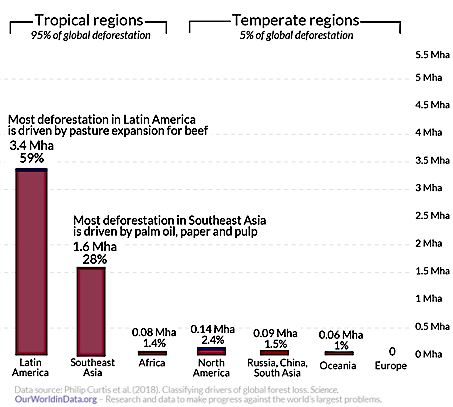 Tropical regions
95% of global deforestation
Temperate regions
5% of global deforestation
5.5 Mha
5 Mha
4.5 Mha
4 Mha
3.5 Mha
3 Mha
2.5 Mha
2 Mha
1.5 Mha
1 Mha
0.5 Mha
0 Mha
Most deforestation in Latin America
is driven by pasture expansion for beef
3.4 Mha
59%
Most deforestation in Southeast Asia
is driven by palm oil, paper and pulp
1.6 Mha
28%
0.08 Mha
1.4%
0.14 Mha
2.4%
0.09 Mha
1.5%
0.06 Mha
1%
0
Latin
America
Southeast
Asia
Africa
North
America
Russia, China,
South Asia
Oceania
Europe
Data source: Philip Curtis et al. (2018). Classifying drivers of global forest loss. Science.
OurWorldinData.org – Research and data to make progress against the world's largest problems.